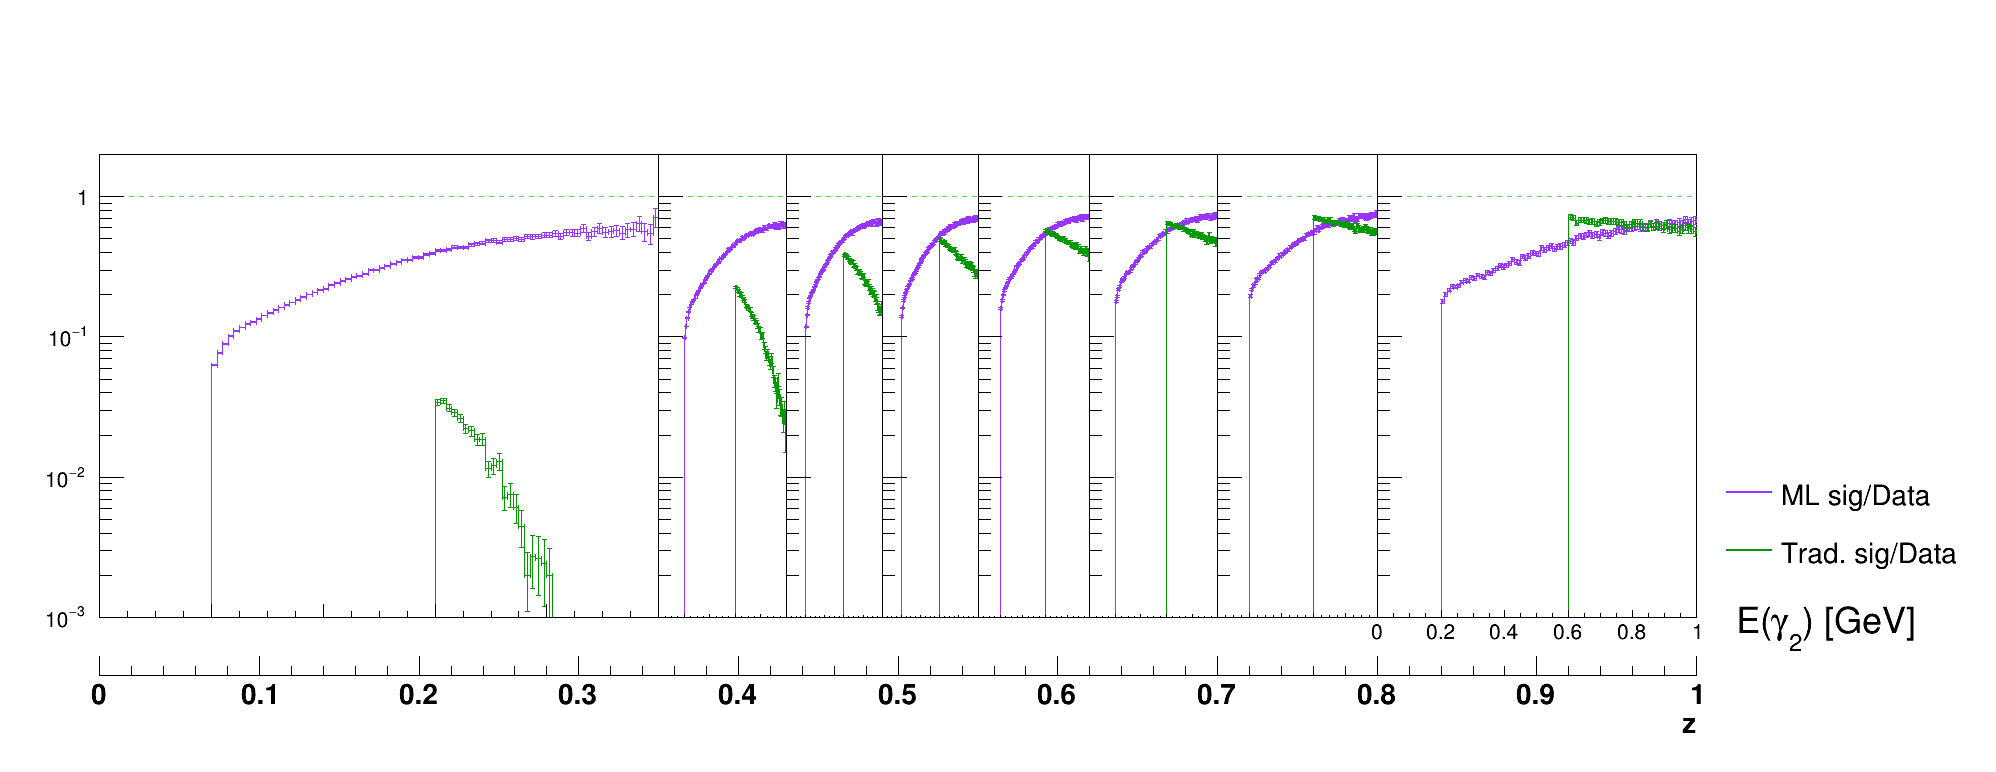 1
10⁻¹
10⁻²
10⁻³
ML sig/Data
Trad. sig/Data
E(γ₂) [GeV]
0 0.2 0.4 0.6 0.8 1
0 0.1 0.2 0.3 0.4 0.5 0.6 0.7 0.8 0.9 1
z